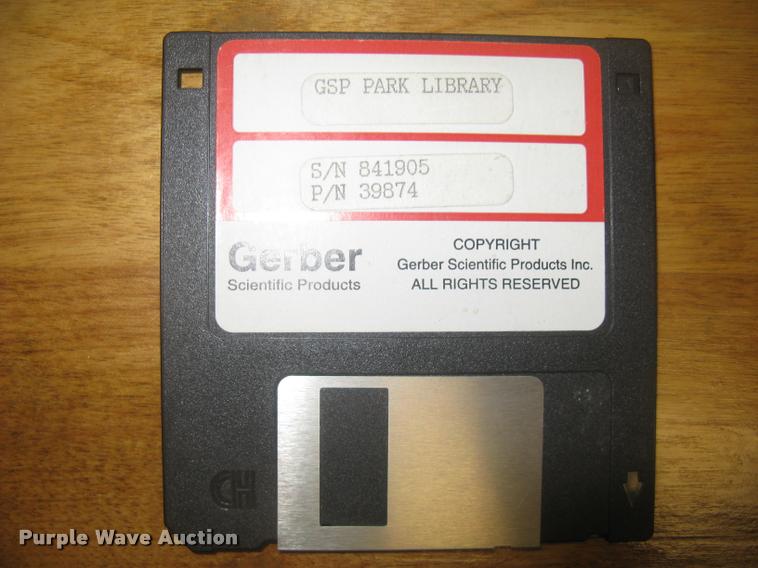 GSP PARK LIBRARY
S/N 841905
P/N 39874
Gerber
Scientific Products
COPYRIGHT
Gerber Scientific Products Inc.
ALL RIGHTS RESERVED
HD
Purple Wave Auction